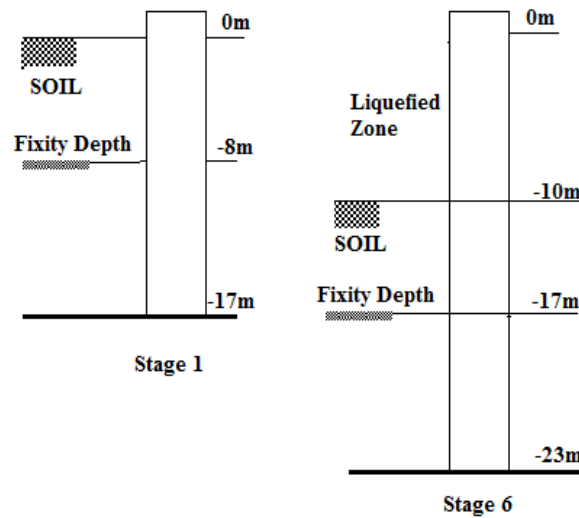 0m
SOIL
Fixity Depth
-8m
-17m
Stage 1
0m
Liquefied
Zone
-10m
SOIL
Fixity Depth
-17m
-23m
Stage 6